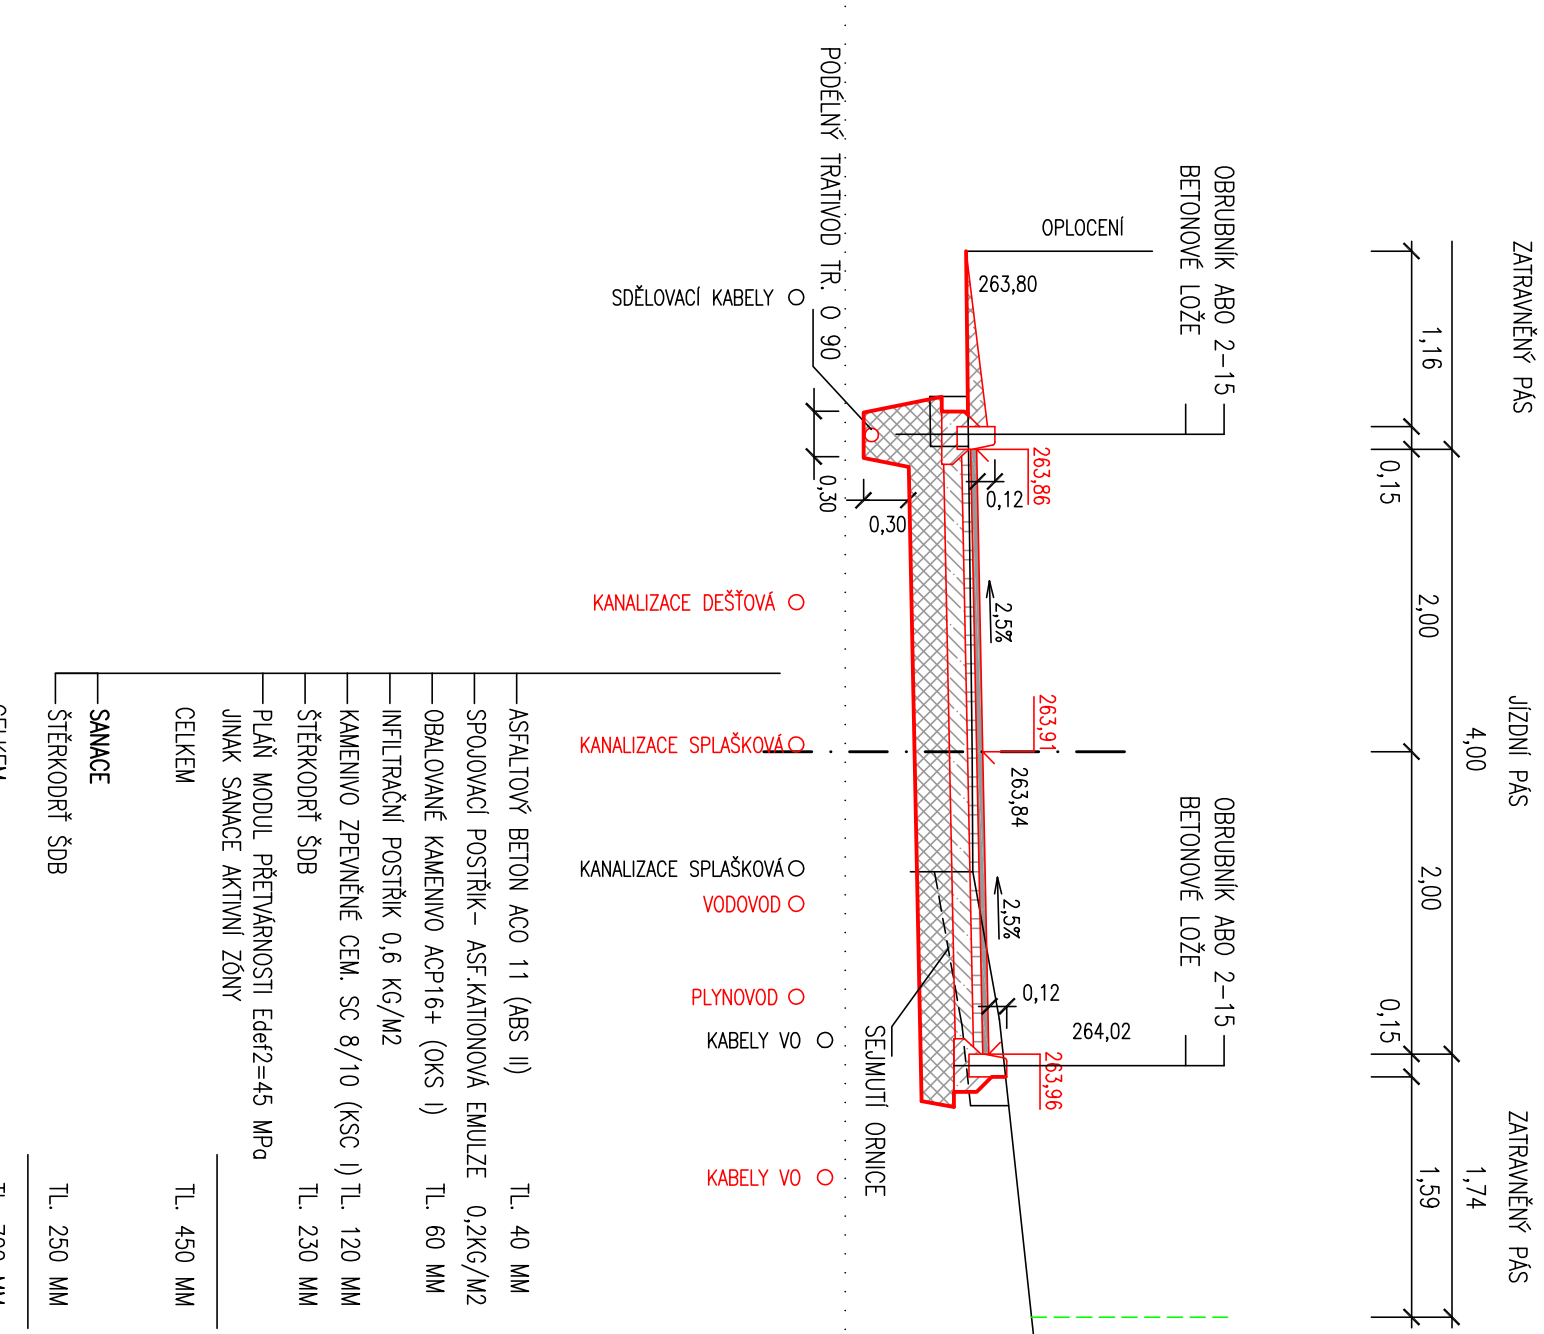 ZATRAVNĚNÝ PÁS
JÍZDNÍ PÁS
ZATRAVNĚNÝ PÁS
4,00
1,74
1,16
2,00
2,00
1,59
0,15
0,15
OBRUBNÍK ABO 2-15
BETONOVÉ LOŽE
OBRUBNÍK ABO 2-15
BETONOVÉ LOŽE
OPLOCENÍ
263,80
263,86
263,91
263,84
264,02
263,96
0,12
0,12
2,5%
2,5%
0,30
0,30
PODÉLNÝ TRATIVOD TR. O 90
SEJMUTÍ ORNICE
SDĚLOVACÍ KABELY
KANALIZACE DEŠŤOVÁ
KANALIZACE SPLAŠKOVÁ
KANALIZACE SPLAŠKOVÁ
VODOVOD
PLYNOVOD
KABELY VO
KABELY VO
ASFALTOVÝ BETON ACO 11 (ABS II) TL. 40 MM
SPOJOVACÍ POSTŘIK- ASF.KATIONOVÁ EMULZE 0,2KG/M2
OBALOVANÉ KAMENIVO ACP16+ (OKS I) TL. 60 MM
INFILTRAČNÍ POSTŘIK 0,6 KG/M2
KAMENIVO ZPEVNĚNÉ CEM. SC 8/10 (KSC I) TL. 120 MM
ŠTĚRKODRŤ ŠDB TL. 230 MM
PLÁŇ MODUL PŘETVÁRNOSTI Edef2=45 MPa
JINAK SANACE AKTIVNÍ ZÓNY
CELKEM TL. 450 MM
SANACE
ŠTĚRKODRŤ ŠDB TL. 250 MM
CELKEM TL. 700 MM